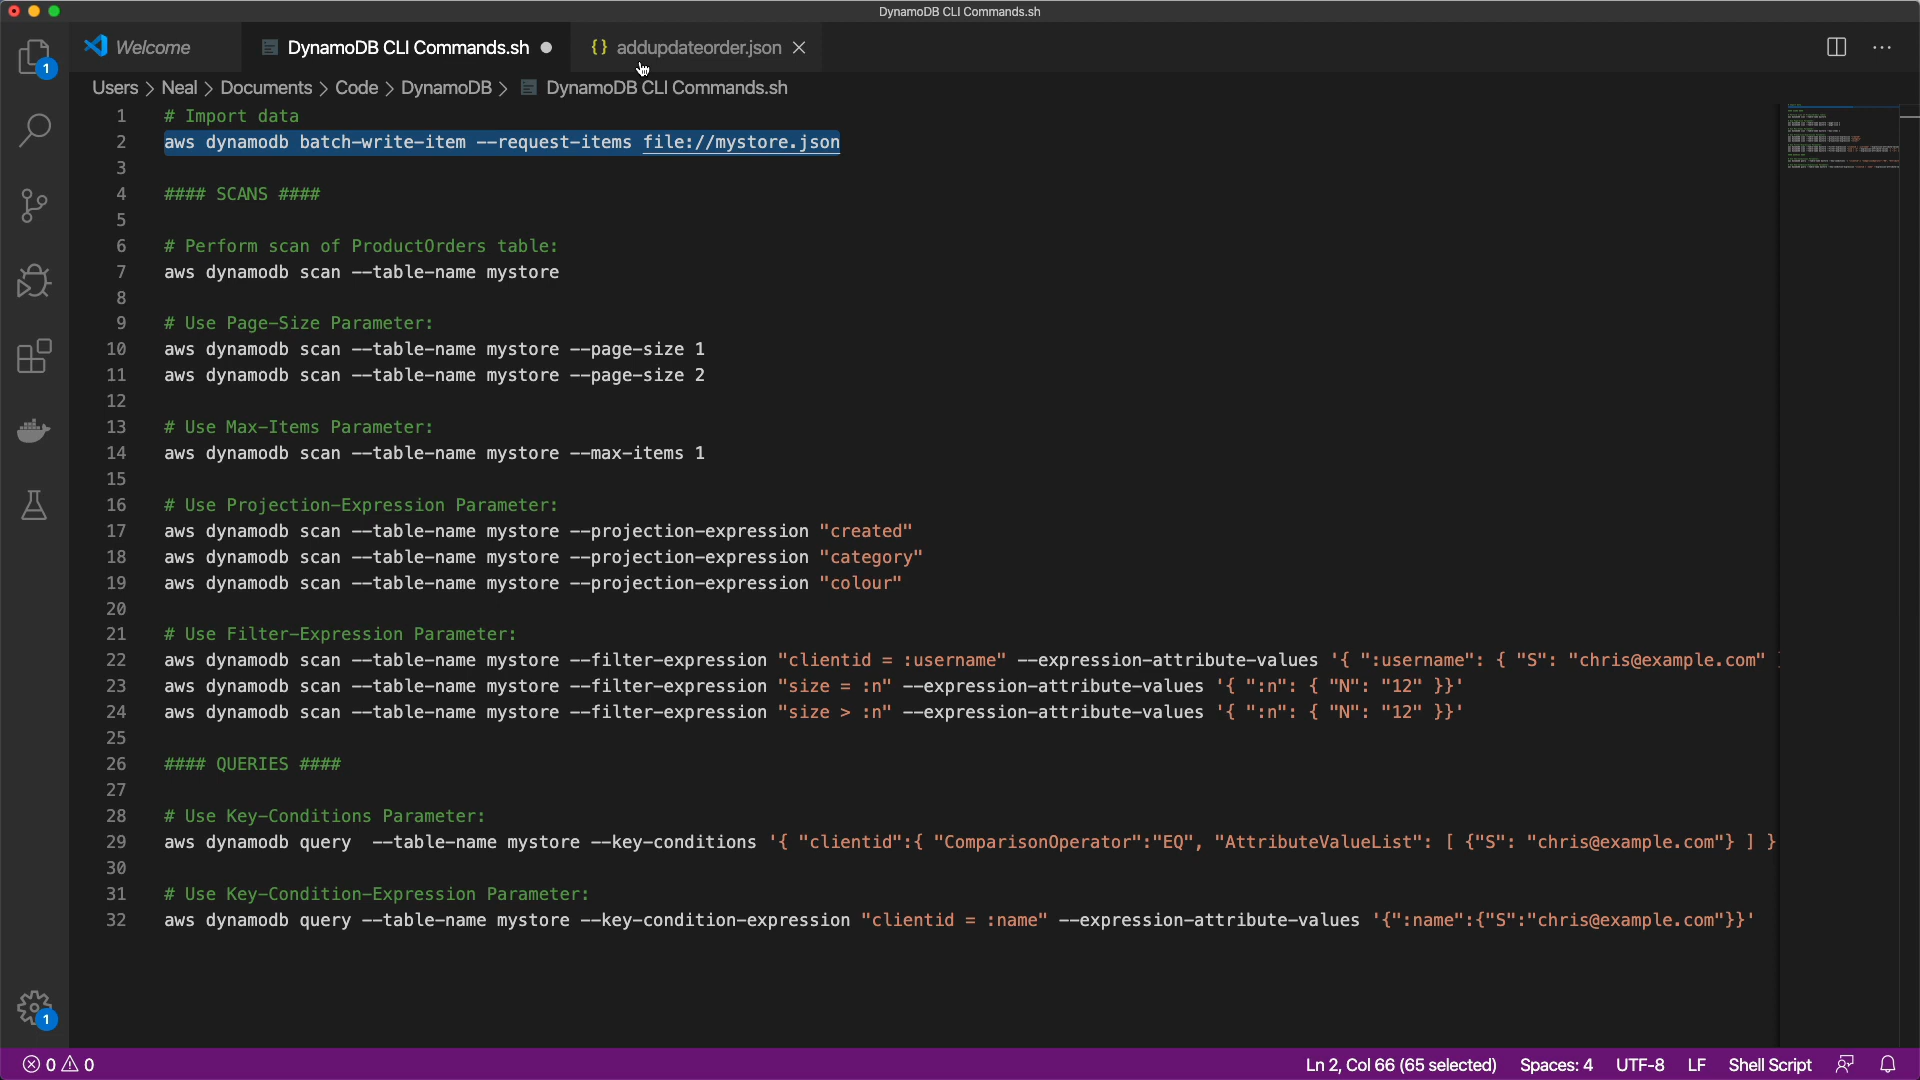 DynamoDB CLI Commands.sh
Welcome
DynamoDB CLI Commands.sh
{} addupdateorder.json
Users > Neal > Documents > Code > DynamoDB > DynamoDB CLI Commands.sh
1 # Import data
2 aws dynamodb batch-write-item --request-items file://mystore.json
3
4 #### SCANS ####
5
6 # Perform scan of ProductOrders table:
7 aws dynamodb scan --table-name mystore
8
9 # Use Page-Size Parameter:
10 aws dynamodb scan --table-name mystore --page-size 1
11 aws dynamodb scan --table-name mystore --page-size 2
12
13 # Use Max-Items Parameter:
14 aws dynamodb scan --table-name mystore --max-items 1
15
16 # Use Projection-Expression Parameter:
17 aws dynamodb scan --table-name mystore --projection-expression "created"
18 aws dynamodb scan --table-name mystore --projection-expression "category"
19 aws dynamodb scan --table-name mystore --projection-expression "colour"
20
21 # Use Filter-Expression Parameter:
22 aws dynamodb scan --table-name mystore --filter-expression "clientid = :username" --expression-attribute-values '{ ":username": { "S": "chris@example.com"
23 aws dynamodb scan --table-name mystore --filter-expression "size = :n" --expression-attribute-values '{ ":n": { "N": "12" }}'
24 aws dynamodb scan --table-name mystore --filter-expression "size > :n" --expression-attribute-values '{ ":n": { "N": "12" }}'
25
26 #### QUERIES ####
27
28 # Use Key-Conditions Parameter:
29 aws dynamodb query  --table-name mystore --key-conditions '{ "clientid":{ "ComparisonOperator":"EQ", "AttributeValueList": [ {"S": "chris@example.com"} ] }
30
31 # Use Key-Condition-Expression Parameter:
32 aws dynamodb query --table-name mystore --key-condition-expression "clientid = :name" --expression-attribute-values '{":name":{"S":"chris@example.com"}}'
1
1
0 0
Ln 2, Col 66 (65 selected) Spaces: 4 UTF-8 LF Shell Script